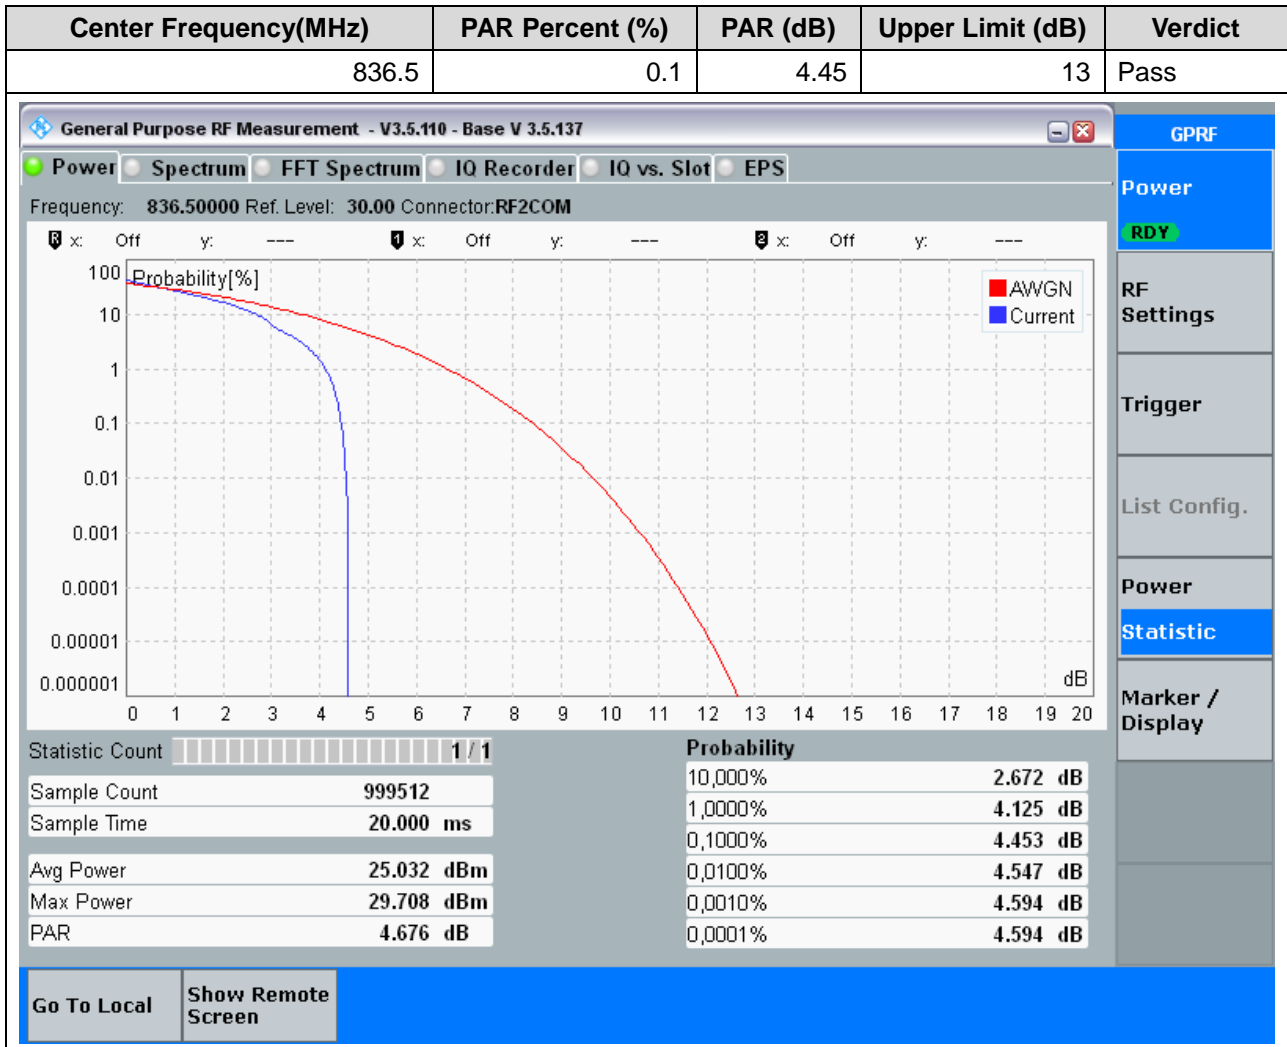 Center Frequency(MHz) PAR Percent (%) PAR (dB) Upper Limit (dB) Verdict
836.5 0.1 4.45 13 Pass
General Purpose RF Measurement - V3.5.110 - Base V 3.5.137
GPRF
Power Spectrum FFT Spectrum IQ Recorder IQ vs. Slot EPS
Power
RDY
Frequency: 836.50000 Ref. Level: 30.00 Connector:RF2COM
R x: Off y: --- 1 x: Off y: --- 2 x: Off y: ---
Probability[%]
AWGN
Current
100
10
1
0.1
0.01
0.001
0.0001
0.00001
0.000001
dB
0 1 2 3 4 5 6 7 8 9 10 11 12 13 14 15 16 17 18 19 20
RF
Settings
Trigger
List Config.
Power
Statistic
Marker /
Display
Statistic Count 1 / 1
Sample Count 999512
Sample Time 20.000 ms
Avg Power 25.032 dBm
Max Power 29.708 dBm
PAR 4.676 dB
Probability
10,000% 2.672 dB
1,0000% 4.125 dB
0,1000% 4.453 dB
0,0100% 4.547 dB
0,0010% 4.594 dB
0,0001% 4.594 dB
Go To Local
Show Remote
Screen